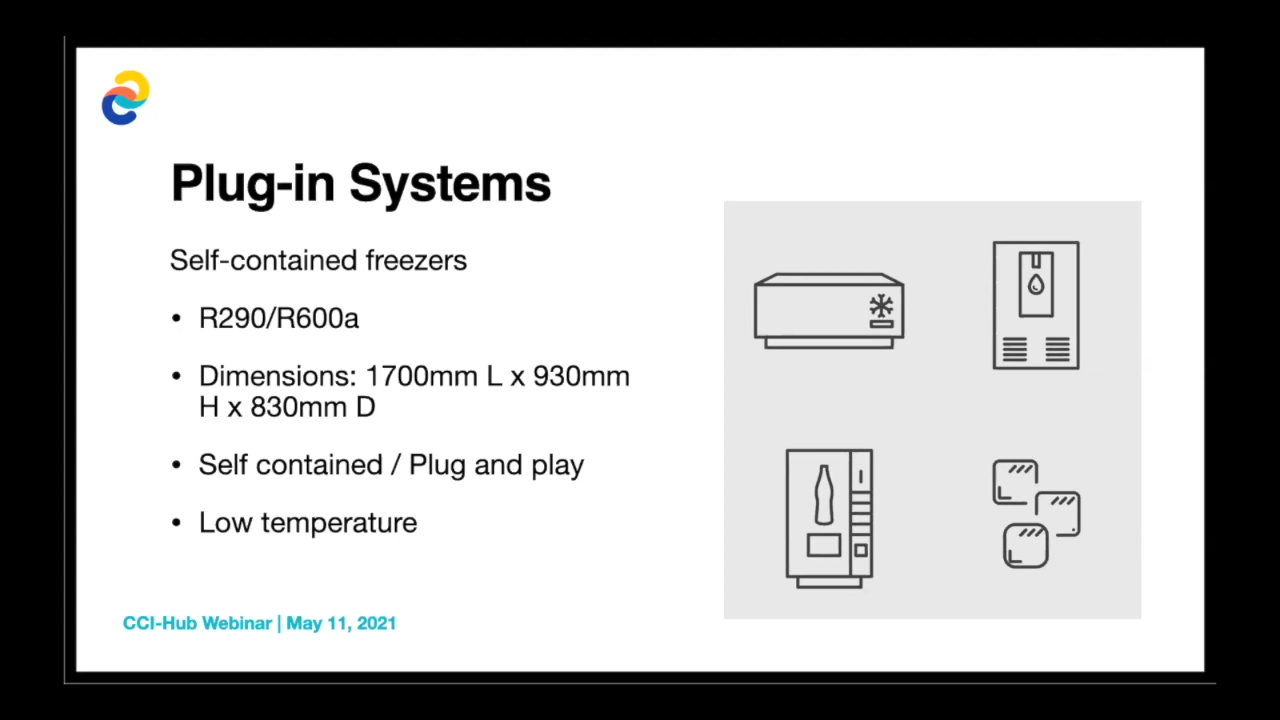 Plug-in Systems
Self-contained freezers
• R290/R600a
• Dimensions: 1700mm L x 930mm
H x 830mm D
• Self contained / Plug and play
• Low temperature
CCI-Hub Webinar | May 11, 2021